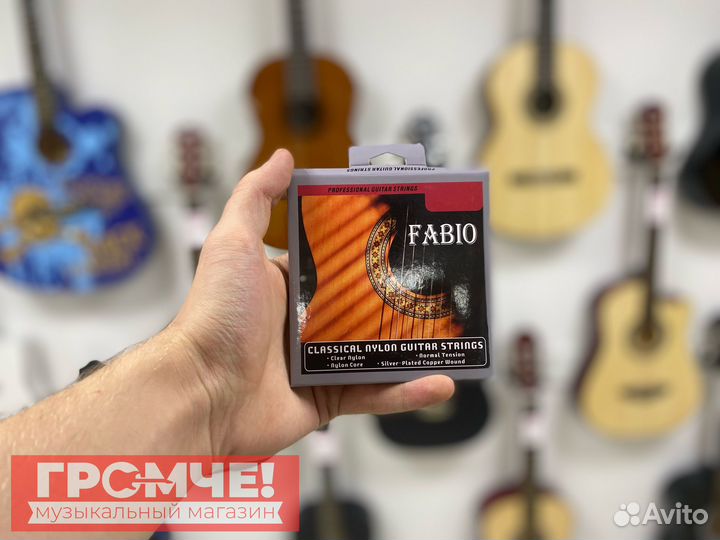 PROFESSIONAL GUITAR STRINGS
FABIO
CLASSICAL NYLON GUITAR STRINGS
· Clear Nylon · Normal Tension
· Nylon Core · Silver-Plated Copper Wound
ГРОМЧЕ!
музыкальный магазин
Avito